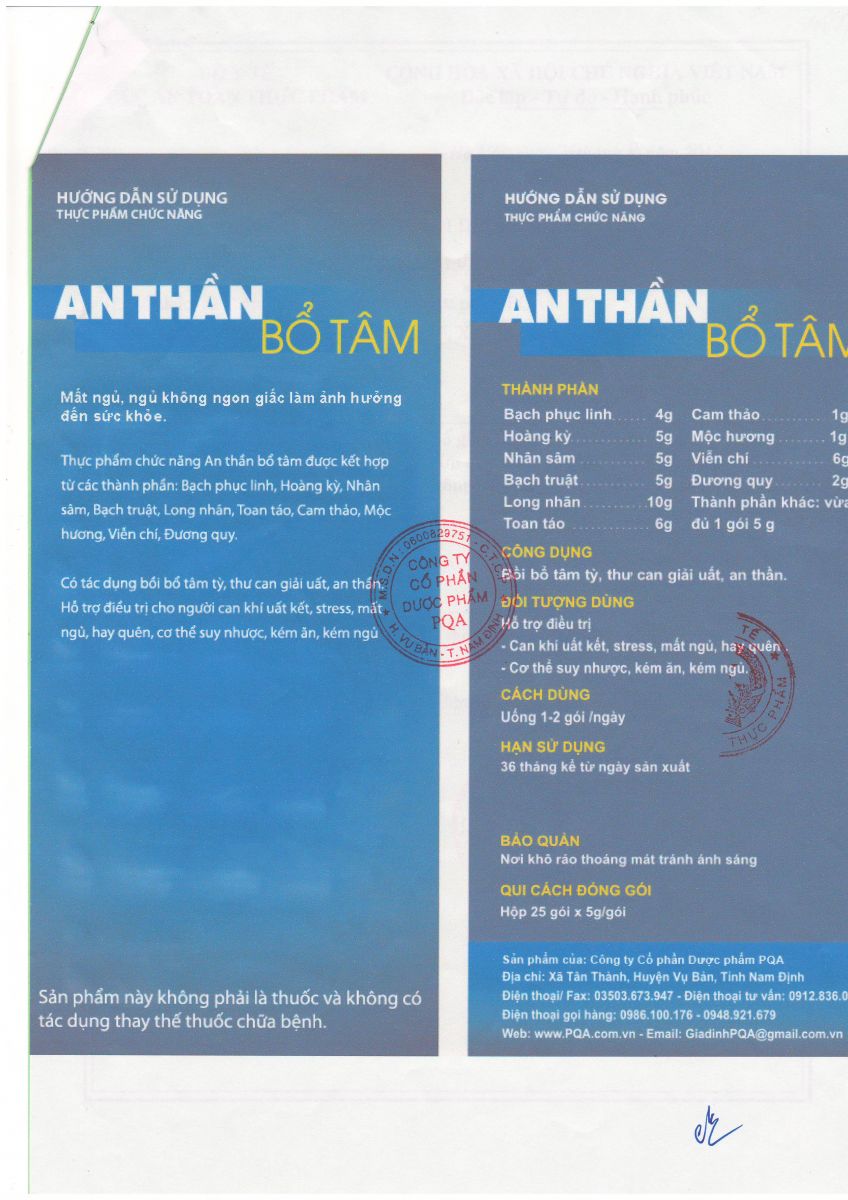 HƯỚNG DẪN SỬ DỤNG
THỰC PHẨM CHỨC NĂNG
AN THẦN
BỔ TÂM
Mất ngủ, ngủ không ngon giấc làm ảnh hưởng
đến sức khỏe.
Thực phẩm chức năng An thần bổ tâm được kết hợp
từ các thành phần: Bạch phục linh, Hoàng kỳ, Nhân
sâm, Bạch truật, Long nhãn, Toan táo, Cam thảo, Mộc
hương, Viễn chí, Đương quy.
Có tác dụng bồi bổ tâm tỳ, thư can giải uất, an thần.
Hỗ trợ điều trị cho người can khí uất kết, stress, mất
ngủ, hay quên, cơ thể suy nhược, kém ăn, kém ngủ
Sản phẩm này không phải là thuốc và không có
tác dụng thay thế thuốc chữa bệnh.
M.S.D.N: 0600829751 - C.T.C.P
CÔNG TY
CỔ PHẦN
DƯỢC PHẨM
PQA
H. VỤ BẢN - T. NAM ĐỊNH
HƯỚNG DẪN SỬ DỤNG
THỰC PHẨM CHỨC NĂNG
AN THẦN
BỔ TÂM
THÀNH PHẦN
Bạch phục linh...... 4g Cam thảo............. 1g
Hoàng kỳ ............ 5g Mộc hương ........ 1g
Nhân sâm ............ 5g Viễn chí ............. 6g
Bạch truật............ 5g Đương quy ......... 2g
Long nhãn ..........10g Thành phần khác: vừa
Toan táo ............ 6g đủ 1 gói 5 g
CÔNG DỤNG
Bồi bổ tâm tỳ, thư can giải uất, an thần.
ĐỐI TƯỢNG DÙNG
Hỗ trợ điều trị
- Can khí uất kết, stress, mất ngủ, hay quên .
- Cơ thể suy nhược, kém ăn, kém ngủ.
CÁCH DÙNG
Uống 1-2 gói /ngày
HẠN SỬ DỤNG
36 tháng kể từ ngày sản xuất
TẾ
THỰC PHẨM
BẢO QUẢN
Nơi khô ráo thoáng mát tránh ánh sáng
QUI CÁCH ĐÓNG GÓI
Hộp 25 gói x 5g/gói
Sản phẩm của: Công ty Cổ phần Dược phẩm PQA
Địa chỉ: Xã Tân Thành, Huyện Vụ Bản, Tỉnh Nam Định
Điện thoại/ Fax: 03503.673.947 - Điện thoại tư vấn: 0912.836.0
Điện thoại gọi hàng: 0986.100.176 - 0948.921.679
Web: www.PQA.com.vn - Email: GiadinhPQA@gmail.com.vn